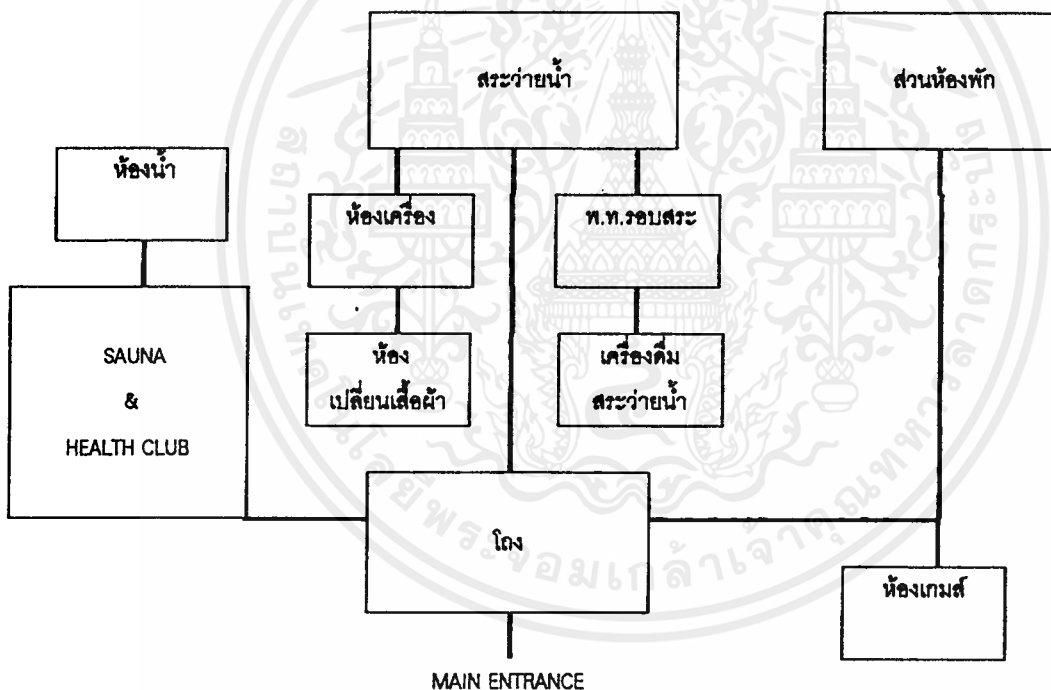 สระว่ายน้ำ
ส่วนห้องพัก
ห้องน้ำ
ห้องเครื่อง
พ.ท.รอบสระ
SAUNA
&
HEALTH CLUB
ห้อง
เปลี่ยนเสื้อผ้า
เครื่องดื่ม
สระว่ายน้ำ
โถง
ห้องเกมส์
MAIN ENTRANCE